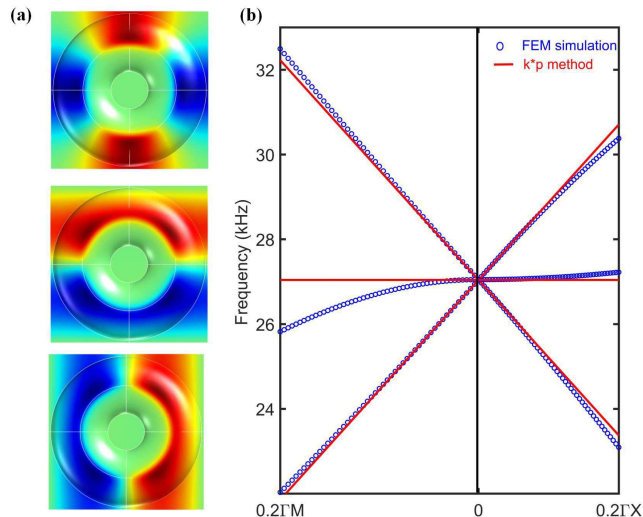 (a)
(b)
FEM simulation
k*p method
32
30
28
26
24
Frequency (kHz)
0.2ΓM
0
0.2ΓX